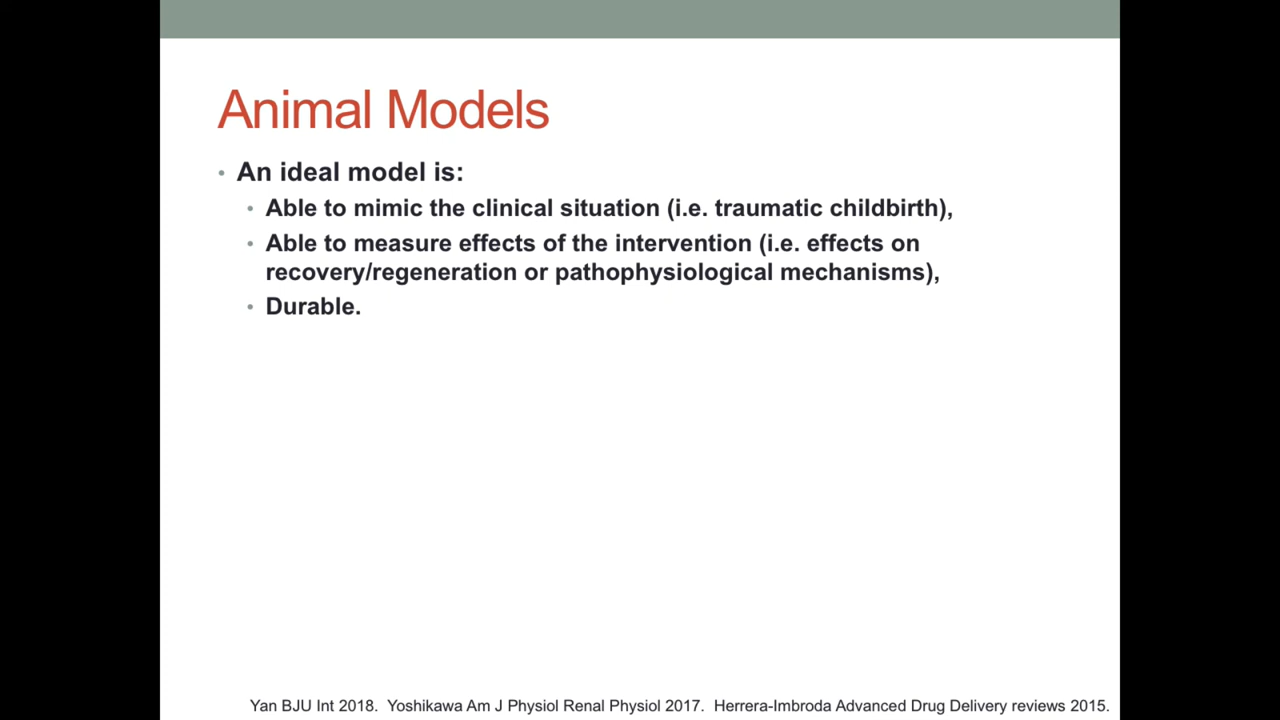 Animal Models
• An ideal model is:
• Able to mimic the clinical situation (i.e. traumatic childbirth),
• Able to measure effects of the intervention (i.e. effects on
recovery/regeneration or pathophysiological mechanisms),
• Durable.
Yan BJU Int 2018.  Yoshikawa Am J Physiol Renal Physiol 2017.  Herrera-Imbroda Advanced Drug Delivery reviews 2015.